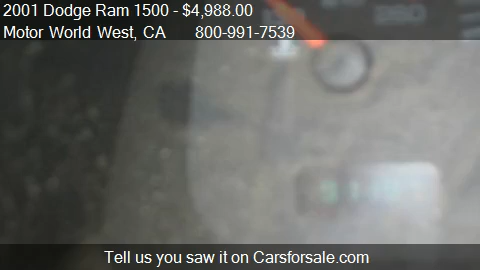 2001 Dodge Ram 1500 - $4,988.00
Motor World West, CA 800-991-7539
Tell us you saw it on Carsforsale.com